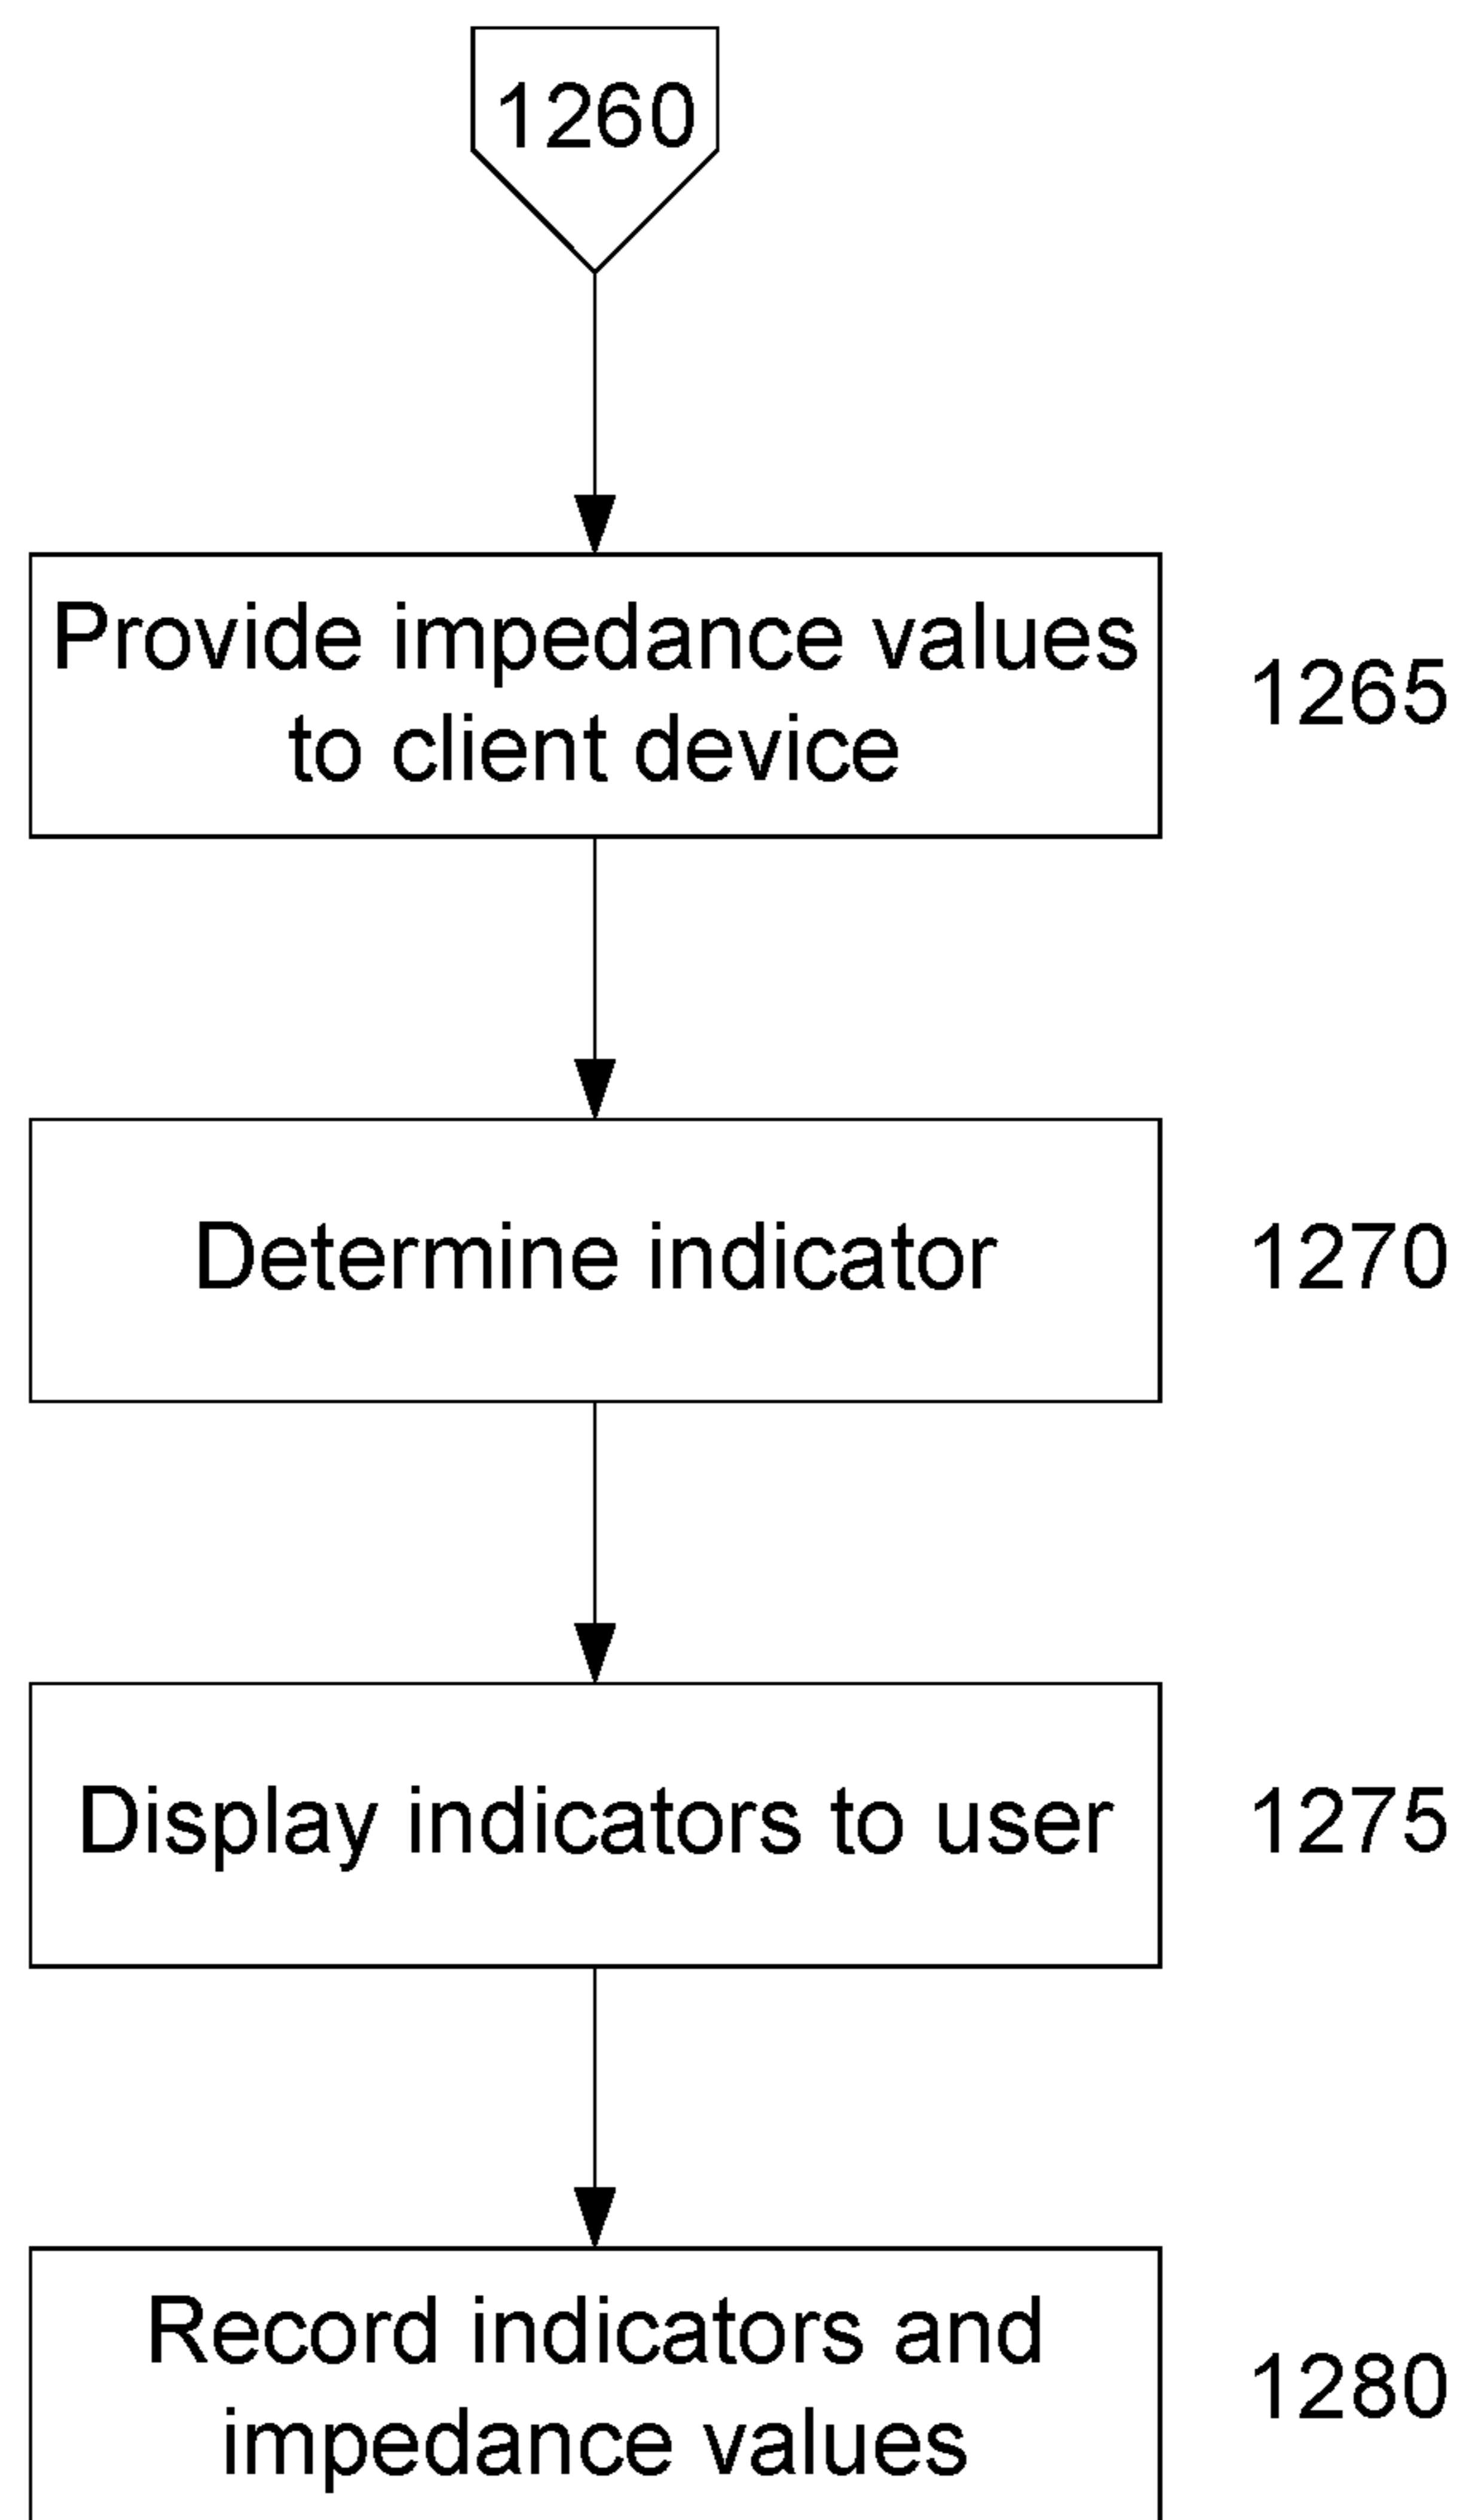 1260
Provide impedance values
to client device
1265
Determine indicator
1270
Display indicators to user
1275
Record indicators and
impedance values
1280